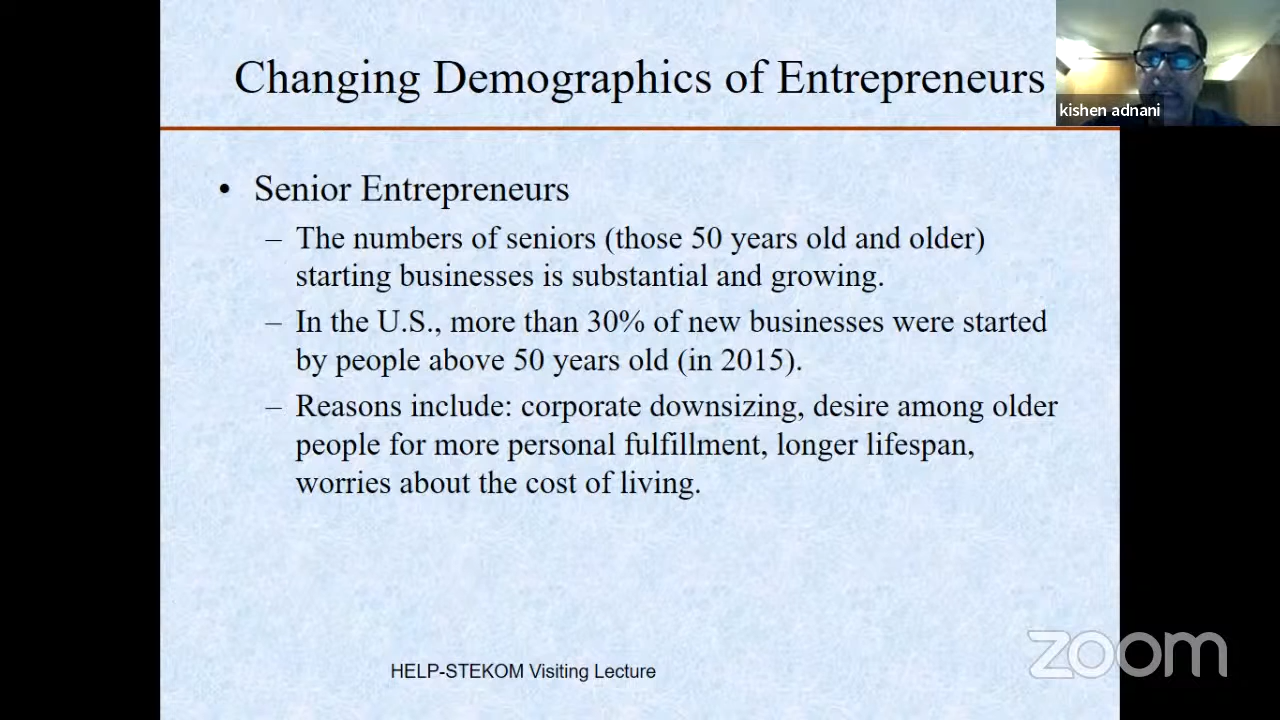 Changing Demographics of Entrepreneurs
kishen adnani
• Senior Entrepreneurs
– The numbers of seniors (those 50 years old and older)
starting businesses is substantial and growing.
– In the U.S., more than 30% of new businesses were started
by people above 50 years old (in 2015).
– Reasons include: corporate downsizing, desire among older
people for more personal fulfillment, longer lifespan,
worries about the cost of living.
zoom
HELP-STEKOM Visiting Lecture